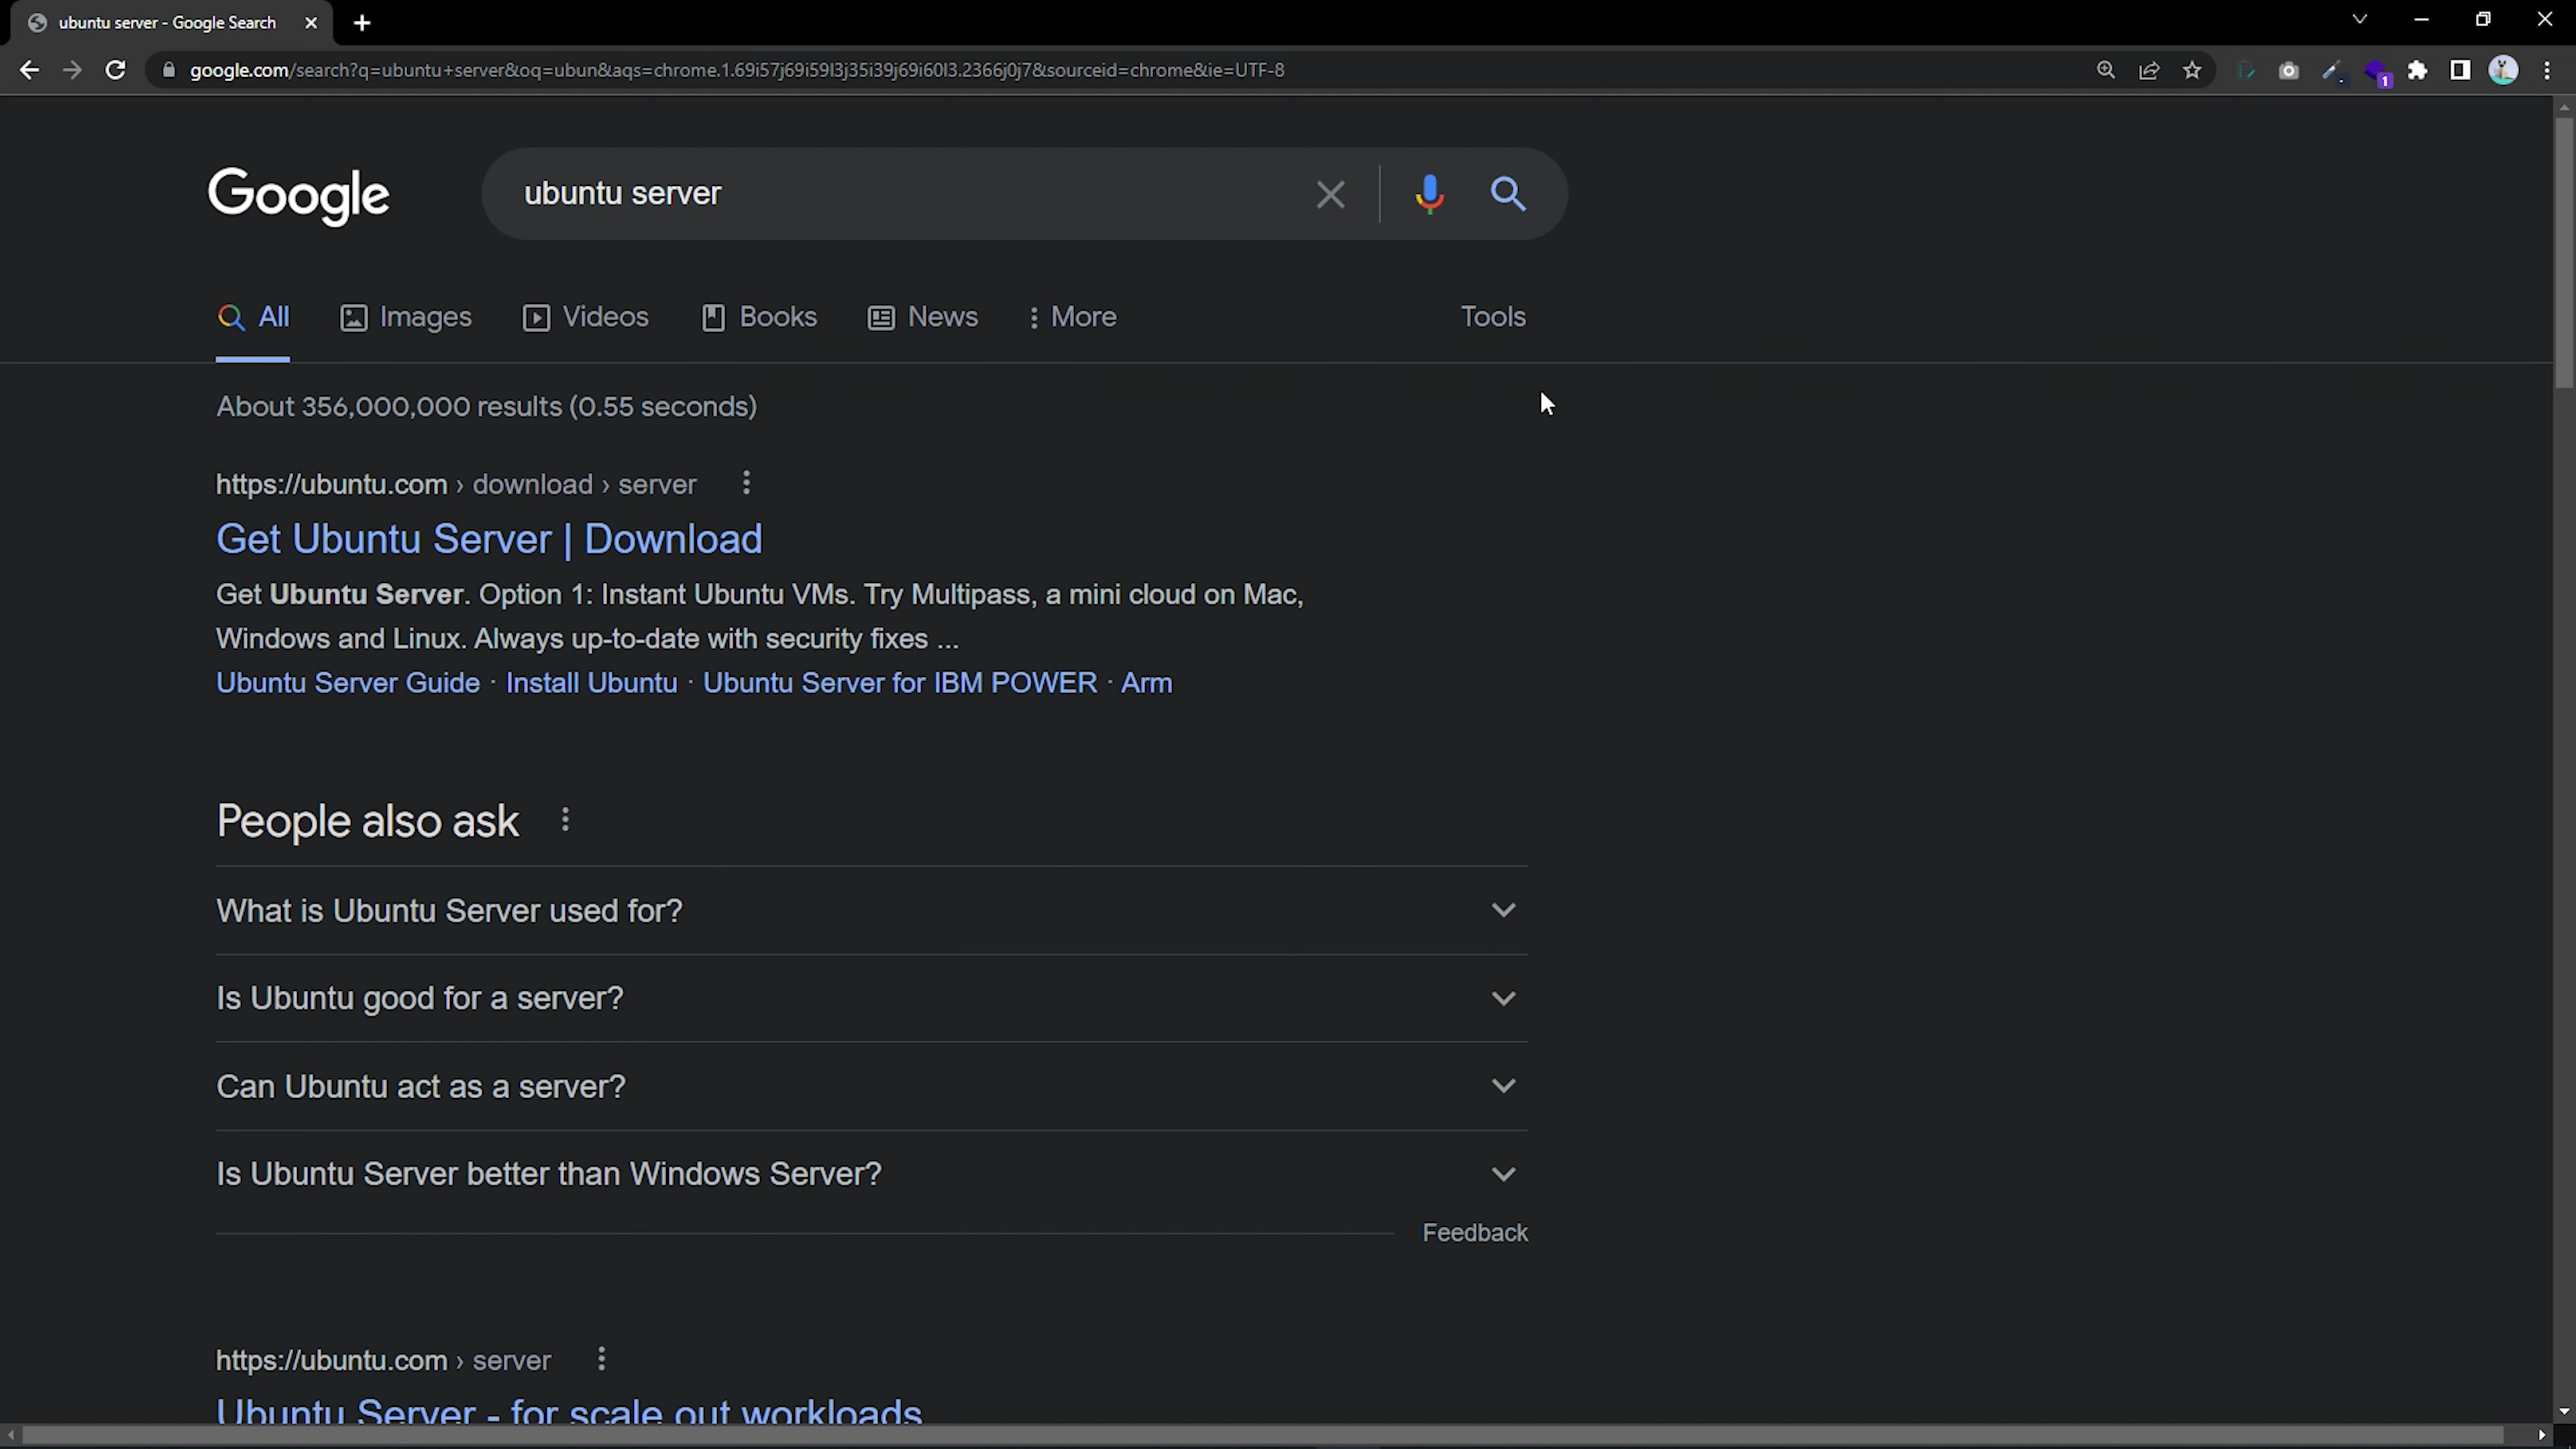 ubuntu server - Google Search
google.com/search?q=ubuntu+server&oq=ubun&aqs=chrome.1.69i57j69i59l3j35i39j69i60l3.2366j0j7&sourceid=chrome&ie=UTF-8
1
Google
ubuntu server
All Images Videos Books News More Tools
About 356,000,000 results (0.55 seconds)
https://ubuntu.com › download › server
Get Ubuntu Server | Download
Get Ubuntu Server. Option 1: Instant Ubuntu VMs. Try Multipass, a mini cloud on Mac,
Windows and Linux. Always up-to-date with security fixes ...
Ubuntu Server Guide · Install Ubuntu · Ubuntu Server for IBM POWER · Arm
People also ask
What is Ubuntu Server used for?
Is Ubuntu good for a server?
Can Ubuntu act as a server?
Is Ubuntu Server better than Windows Server?
Feedback
https://ubuntu.com › server
Ubuntu Server - for scale out workloads